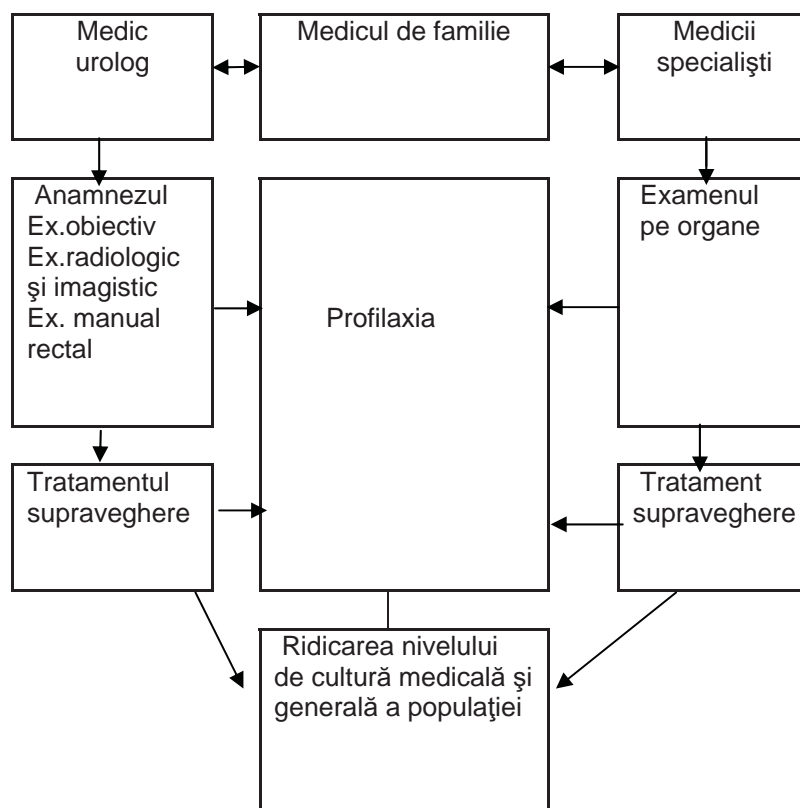 Medic
urolog
Medicul de familie
Medicii
specialişti
Anamnezul
Ex.obiectiv
Ex.radiologic
şi imagistic
Ex. manual
rectal
Profilaxia
Examenul
pe organe
Tratamentul
supraveghere
Tratament
supraveghere
Ridicarea nivelului
de cultură medicală şi
generală a populaţiei